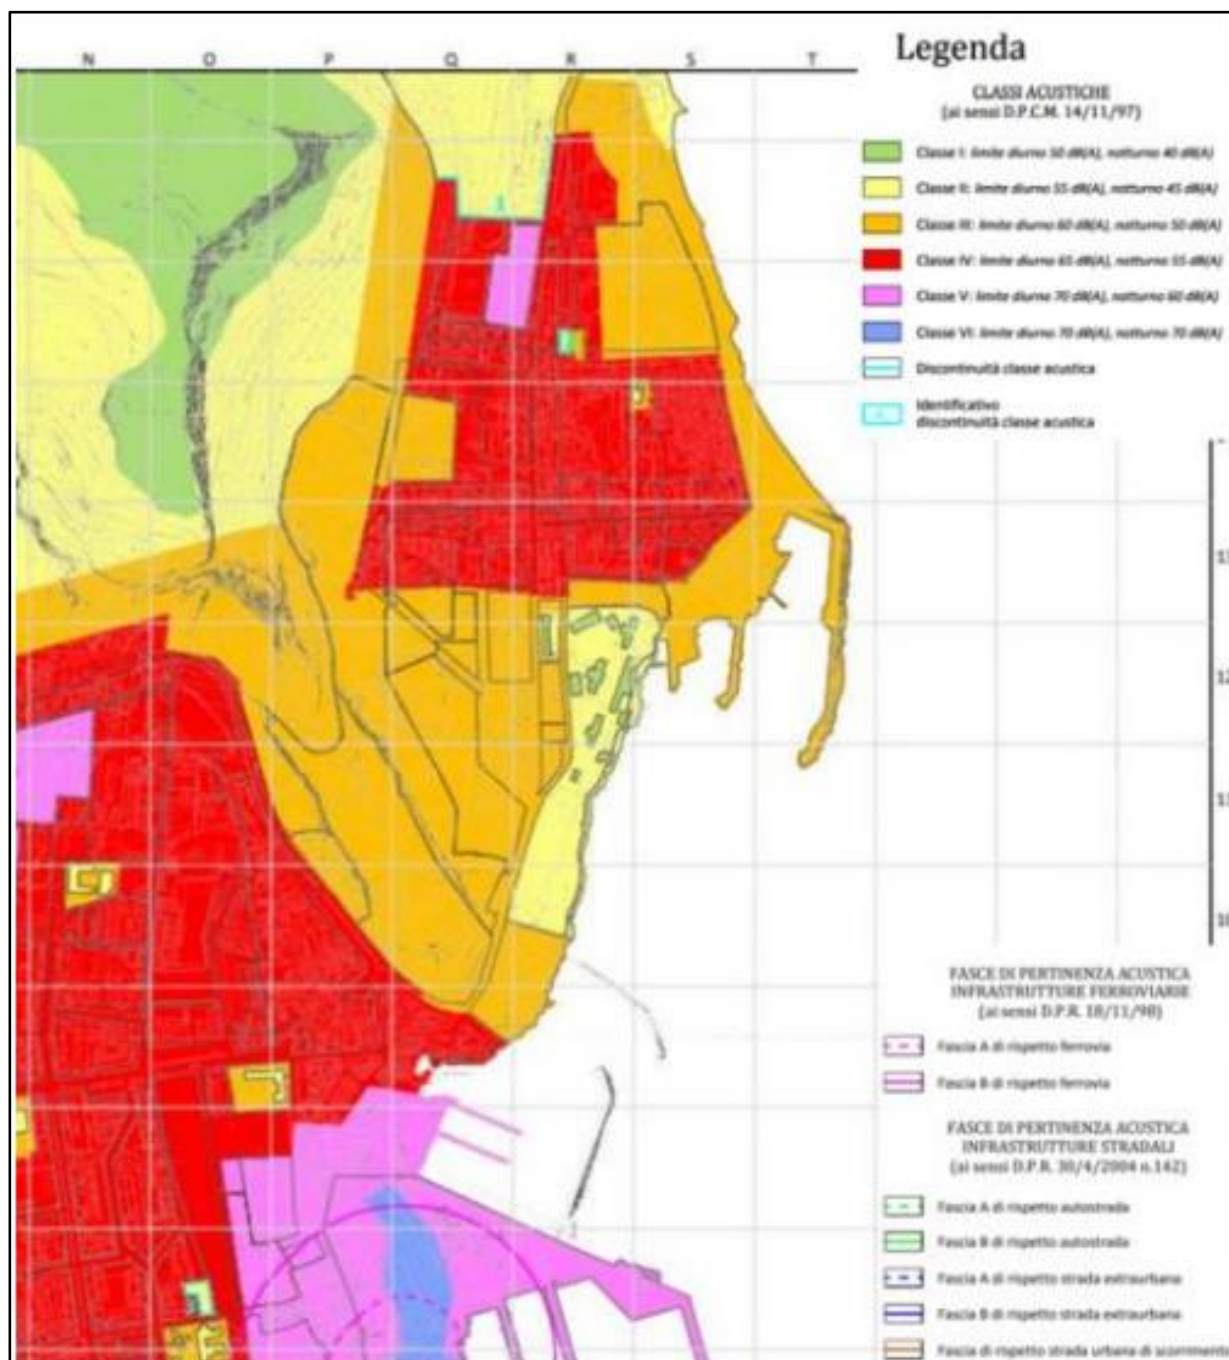 Legenda
N O P Q R S T
CLASSI ACUSTICHE
(ai sensi D.P.C.M. 14/11/97)
Classe I: limite diurno 50 dB(A), notturno 40 dB(A)
Classe II: limite diurno 55 dB(A), notturno 45 dB(A)
Classe III: limite diurno 60 dB(A), notturno 50 dB(A)
Classe IV: limite diurno 65 dB(A), notturno 55 dB(A)
Classe V: limite diurno 70 dB(A), notturno 60 dB(A)
Classe VI: limite diurno 70 dB(A), notturno 70 dB(A)
Discontinuità classe acustica
Identificativo
discontinuità classe acustica
1
12
FASCE DI PERTINENZA ACUSTICA
INFRASTRUTTURE FERROVIARIE
(ai sensi D.P.R. 18/11/98)
Fascia A di rispetto ferrovia
Fascia B di rispetto ferrovia
FASCE DI PERTINENZA ACUSTICA
INFRASTRUTTURE STRADALI
(ai sensi D.P.R. 30/4/2004 n.142)
Fascia A di rispetto autostrada
Fascia B di rispetto autostrada
Fascia A di rispetto strada extraurbana
Fascia B di rispetto strada extraurbana
Fascia di rispetto strada urbana di scorrimento